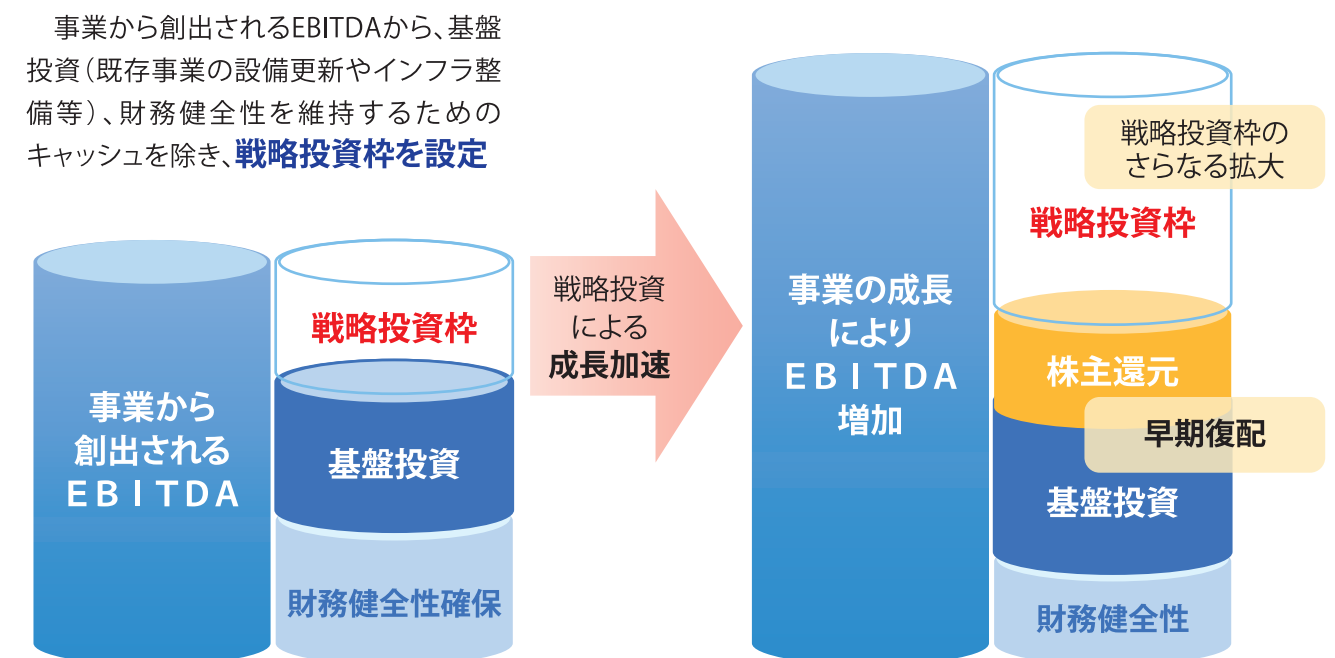 事業から創出されるEBITDAから、基盤
投資（既存事業の設備更新やインフラ整
備等）、財務健全性を維持するための
キャッシュを除き、戦略投資枠を設定
事業から
創出される
EBITDA
戦略投資枠
基盤投資
財務健全性確保
戦略投資
による
成長加速
事業の成長
により
EBITDA
増加
戦略投資枠の
さらなる拡大
戦略投資枠
株主還元
早期復配
基盤投資
財務健全性